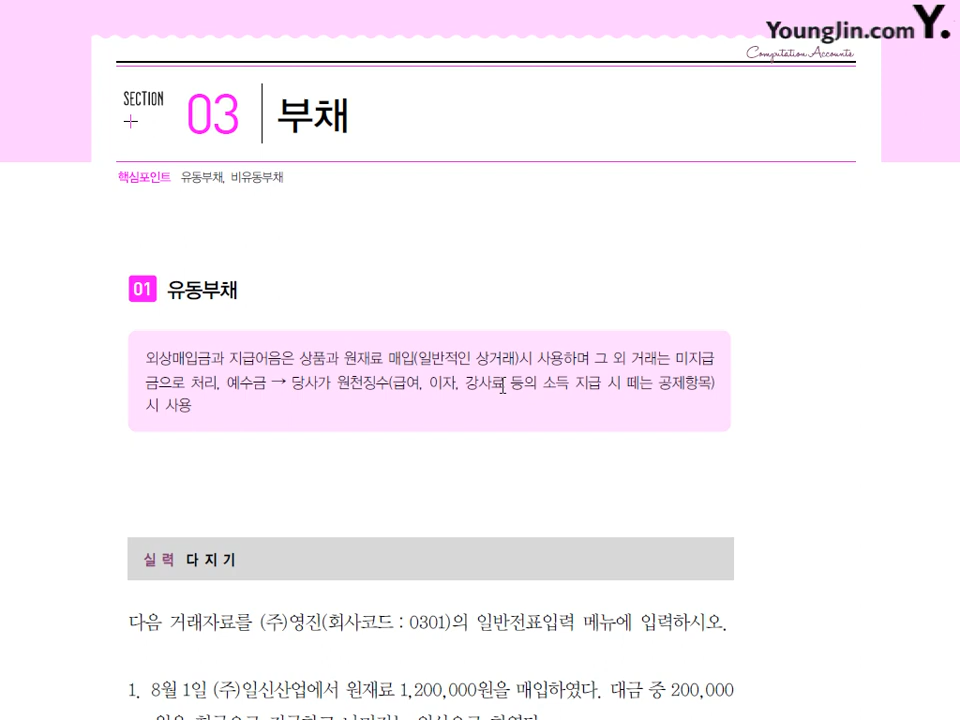 YoungJin.com Y.
Computation Accounts
SECTION 03 부채
핵심포인트 유동부채, 비유동부채
01 유동부채
외상매입금과 지급어음은 상품과 원재료 매입(일반적인 상거래)시 사용하며 그 외 거래는 미지급
금으로 처리, 예수금 → 당사가 원천징수(급여, 이자, 강사료 등의 소득 지급 시 떼는 공제항목)
시 사용
실력 다지기
다음 거래자료를 (주)영진(회사코드 : 0301)의 일반전표입력 메뉴에 입력하시오.
1. 8월 1일 (주)일신산업에서 원재료 1,200,000원을 매입하였다. 대금 중 200,000